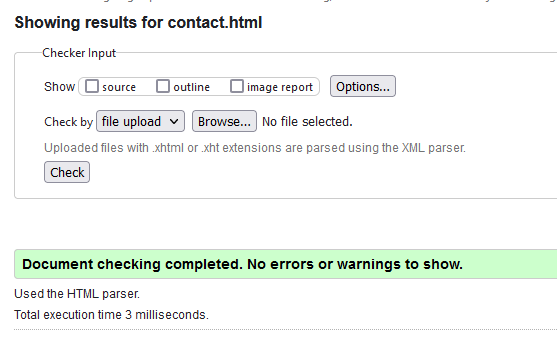 Showing results for contact.html
Checker Input
Show source outline image report Options...
Check by file upload Browse... No file selected.
Uploaded files with .xhtml or .xht extensions are parsed using the XML parser.
Check
Document checking completed. No errors or warnings to show.
Used the HTML parser.
Total execution time 3 milliseconds.